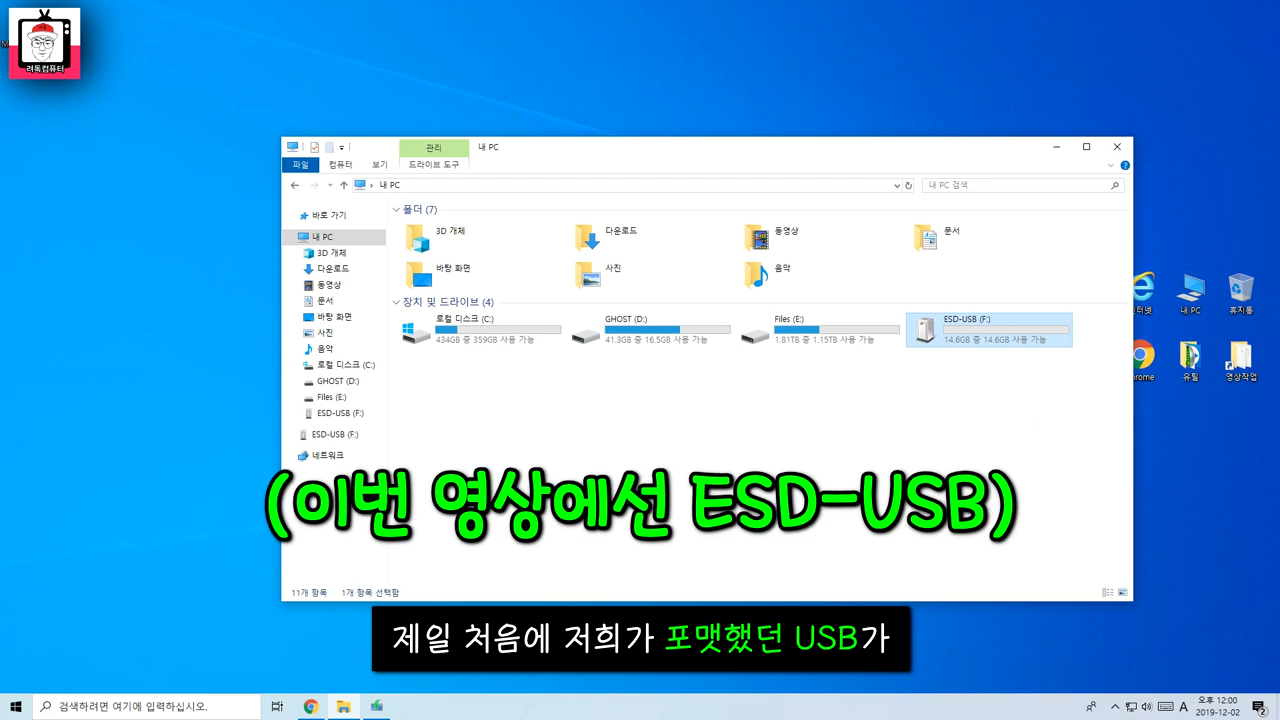 려독컴퓨터
관리
내 PC
파일
컴퓨터
보기
드라이브 도구
내 PC
내 PC 검색
바로 가기
내 PC
3D 개체
다운로드
동영상
문서
바탕 화면
사진
음악
로컬 디스크 (C:)
GHOST (D:)
Files (E:)
ESD-USB (F:)
ESD-USB (F:)
네트워크
폴더 (7)
3D 개체
다운로드
동영상
문서
바탕 화면
사진
음악
장치 및 드라이브 (4)
로컬 디스크 (C:)
434GB 중 359GB 사용 가능
GHOST (D:)
41.3GB 중 16.5GB 사용 가능
Files (E:)
1.81TB 중 1.15TB 사용 가능
ESD-USB (F:)
14.6GB 중 14.6GB 사용 가능
터넷
내 PC
휴지통
rome
유틸
영상작업
(이번 영상에선 ESD-USB)
11개 항목
1개 항목 선택함
제일 처음에 저희가 포맷했던 USB가
검색하려면 여기에 입력하십시오.
A
오후 12:00
2019-12-02
2